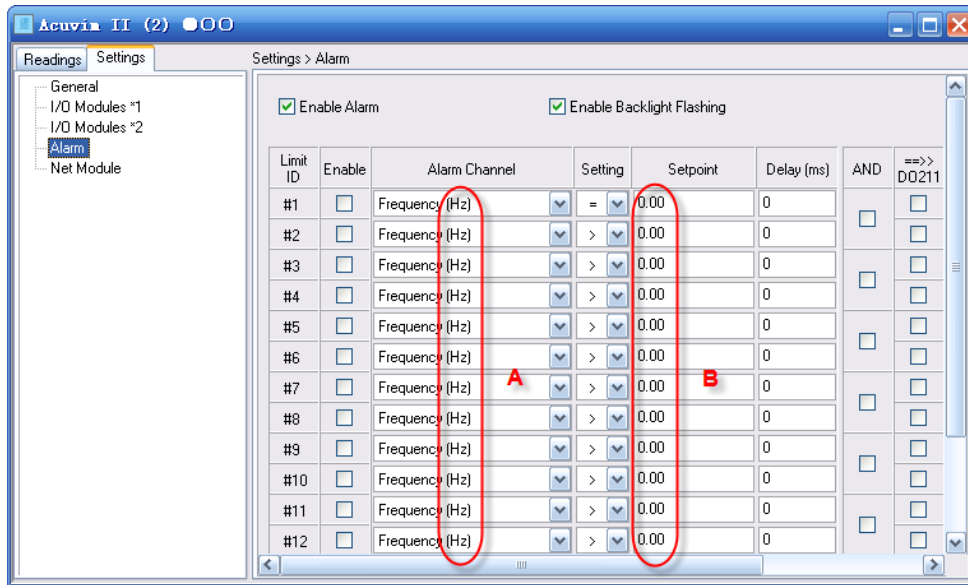 Acuvim II (2)
Readings Settings
Settings > Alarm
General
I/O Modules *1
I/O Modules *2
Alarm
Net Module
Enable Alarm Enable Backlight Flashing
Limit ID Enable Alarm Channel Setting Setpoint Delay (ms) AND ==>> DO211
#1 Frequency (Hz) = 0.00 0
#2 Frequency (Hz) > 0.00 0
#3 Frequency (Hz) > 0.00 0
#4 Frequency (Hz) > 0.00 0
#5 Frequency (Hz) > 0.00 0
#6 Frequency (Hz) > 0.00 0
#7 Frequency (Hz) > 0.00 0
A B
#8 Frequency (Hz) > 0.00 0
#9 Frequency (Hz) > 0.00 0
#10 Frequency (Hz) > 0.00 0
#11 Frequency (Hz) > 0.00 0
#12 Frequency (Hz) > 0.00 0